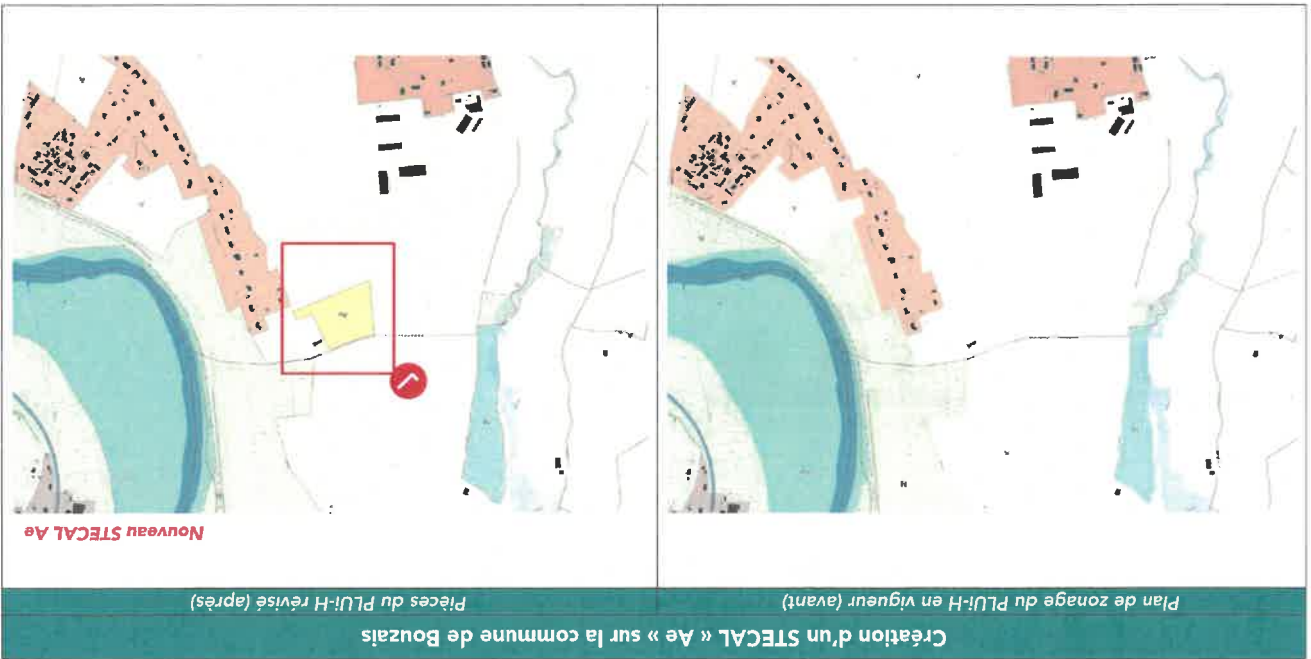 Création d'un STECAL « Ae » sur la commune de Bouzais
Plan de zonage du PLUi-H en vigueur (avant)
Pièces du PLUi-H révisé (après)
Nouveau STECAL Ae
N